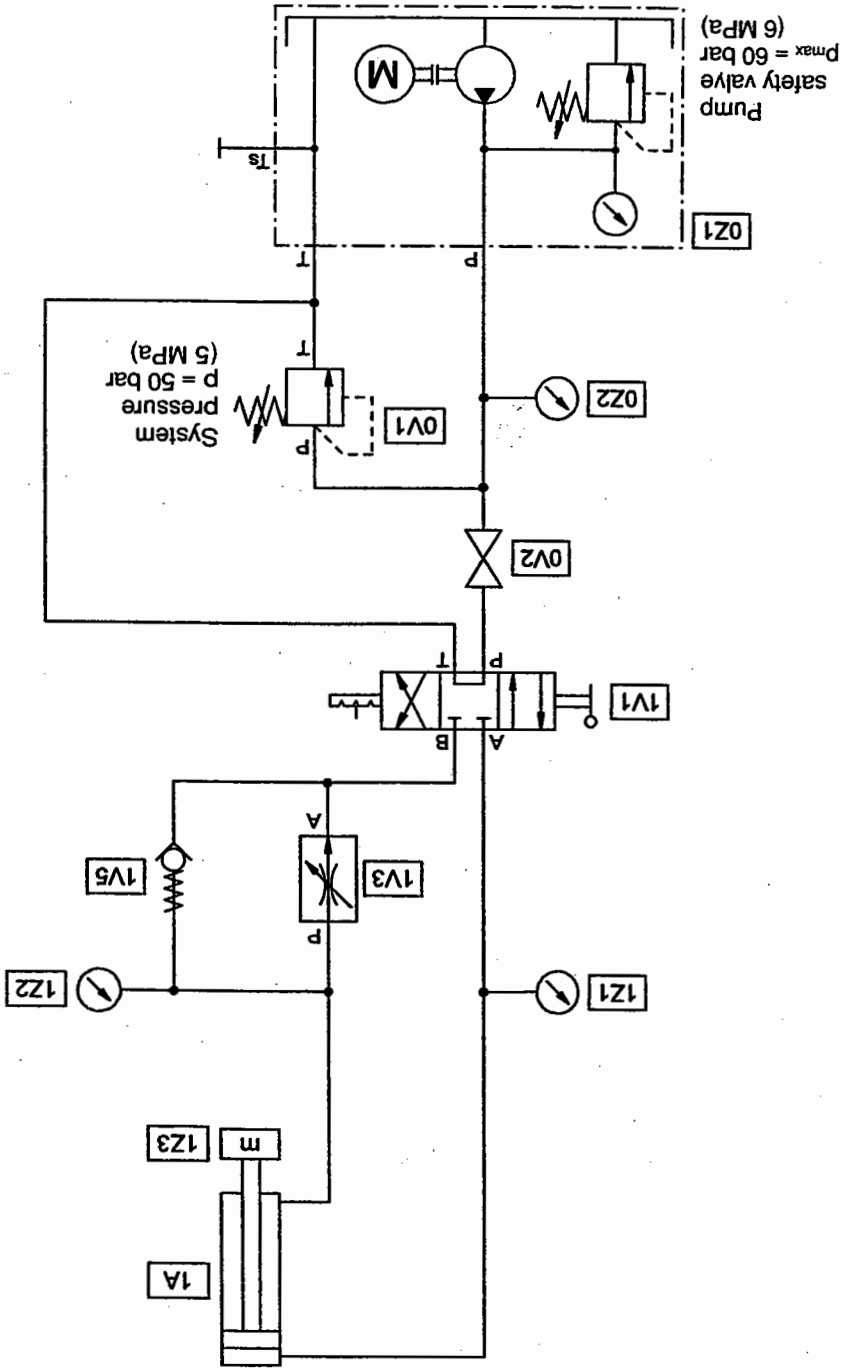 1A
m
1Z3
1Z1
1Z2
P
1V3
1V5
A
A
B
1V1
P
T
0V2
P
0V1
System
pressure
p = 50 bar
(5 MPa)
0Z2
T
P
T
0Z1
Ts
Pump
safety valve
pmax = 60 bar
(6 MPa)
M